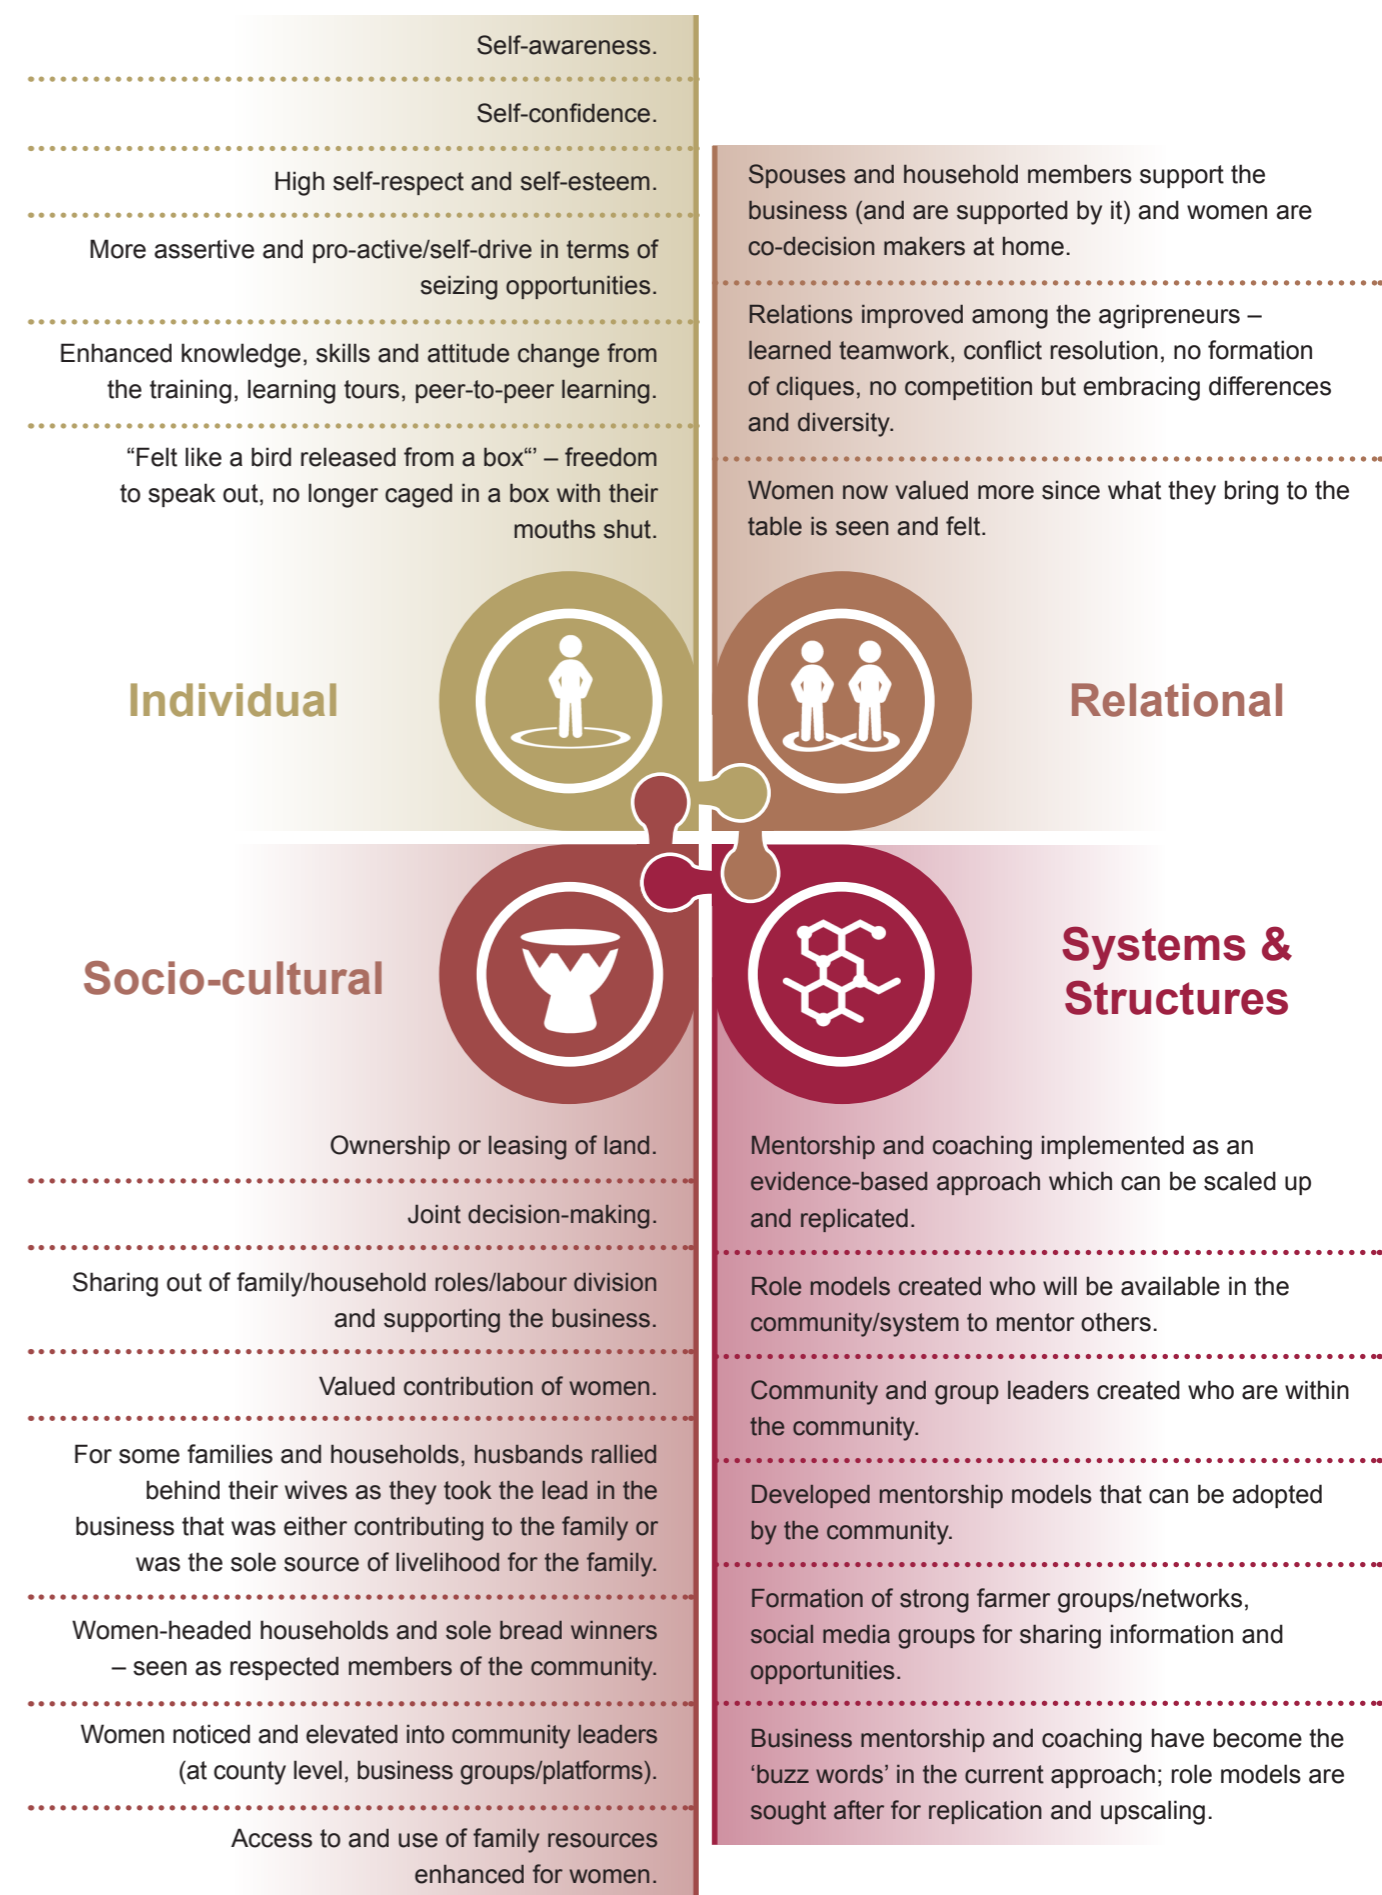 Self-awareness.
Self-confidence.
High self-respect and self-esteem.
More assertive and pro-active/self-drive in terms of
seizing opportunities.
Enhanced knowledge, skills and attitude change from
the training, learning tours, peer-to-peer learning.
“Felt like a bird released from a box“’ – freedom
to speak out, no longer caged in a box with their
mouths shut.
Individual
Spouses and household members support the
business (and are supported by it) and women are
co-decision makers at home.
Relations improved among the agripreneurs –
learned teamwork, conflict resolution, no formation
of cliques, no competition but embracing differences
and diversity.
Women now valued more since what they bring to the
table is seen and felt.
Relational
Socio-cultural
Ownership or leasing of land.
Joint decision-making.
Sharing out of family/household roles/labour division
and supporting the business.
Valued contribution of women.
For some families and households, husbands rallied
behind their wives as they took the lead in the
business that was either contributing to the family or
was the sole source of livelihood for the family.
Women-headed households and sole bread winners
– seen as respected members of the community.
Women noticed and elevated into community leaders
(at county level, business groups/platforms).
Access to and use of family resources
enhanced for women.
Systems &
Structures
Mentorship and coaching implemented as an
evidence-based approach which can be scaled up
and replicated.
Role models created who will be available in the
community/system to mentor others.
Community and group leaders created who are within
the community.
Developed mentorship models that can be adopted
by the community.
Formation of strong farmer groups/networks,
social media groups for sharing information and
opportunities.
Business mentorship and coaching have become the
‘buzz words’ in the current approach; role models are
sought after for replication and upscaling.